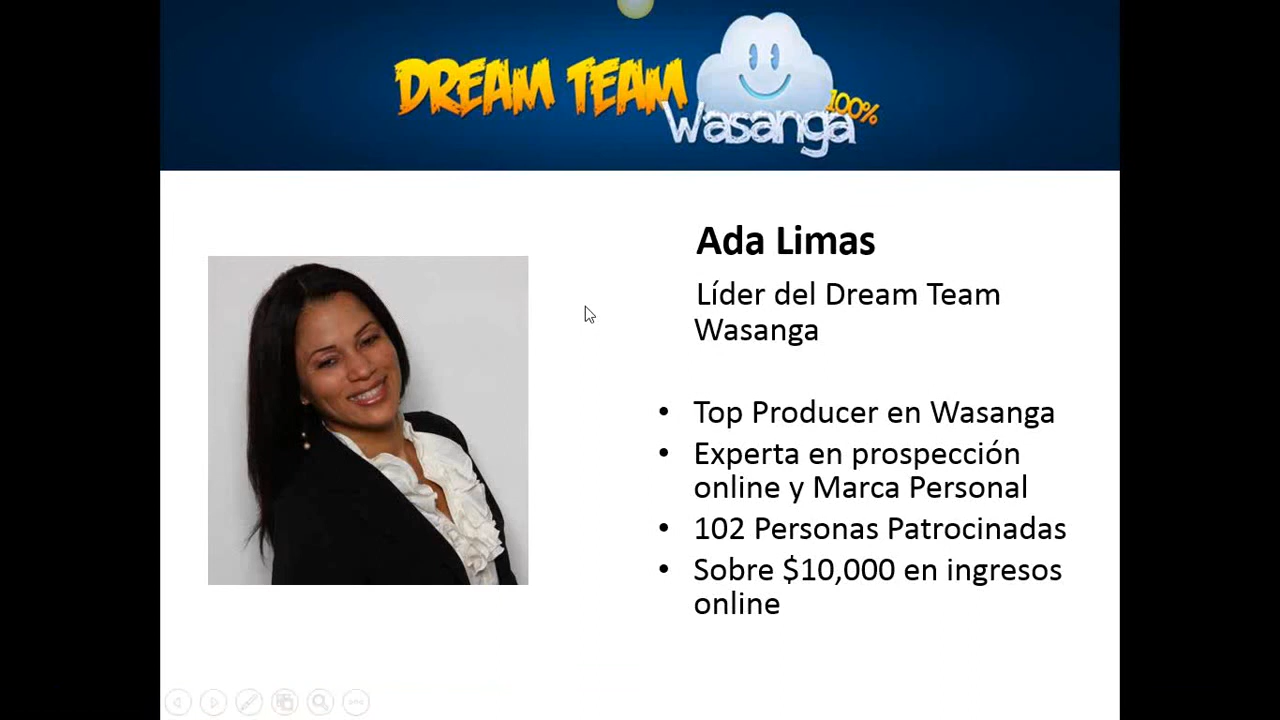 DREAM TEAM
100%
Wasanga
Ada Limas
Líder del Dream Team
Wasanga
• Top Producer en Wasanga
• Experta en prospección
online y Marca Personal
• 102 Personas Patrocinadas
• Sobre $10,000 en ingresos
online